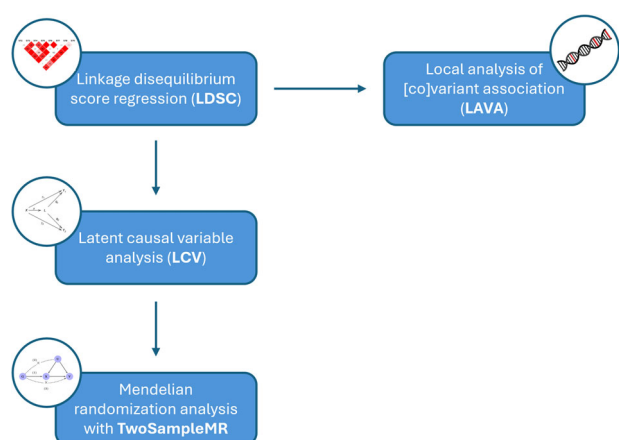 Linkage disequilibrium
score regression (LDSC)
Local analysis of
[co]variant association
(LAVA)
Latent causal variable
analysis (LCV)
Mendelian
randomization analysis
with TwoSampleMR